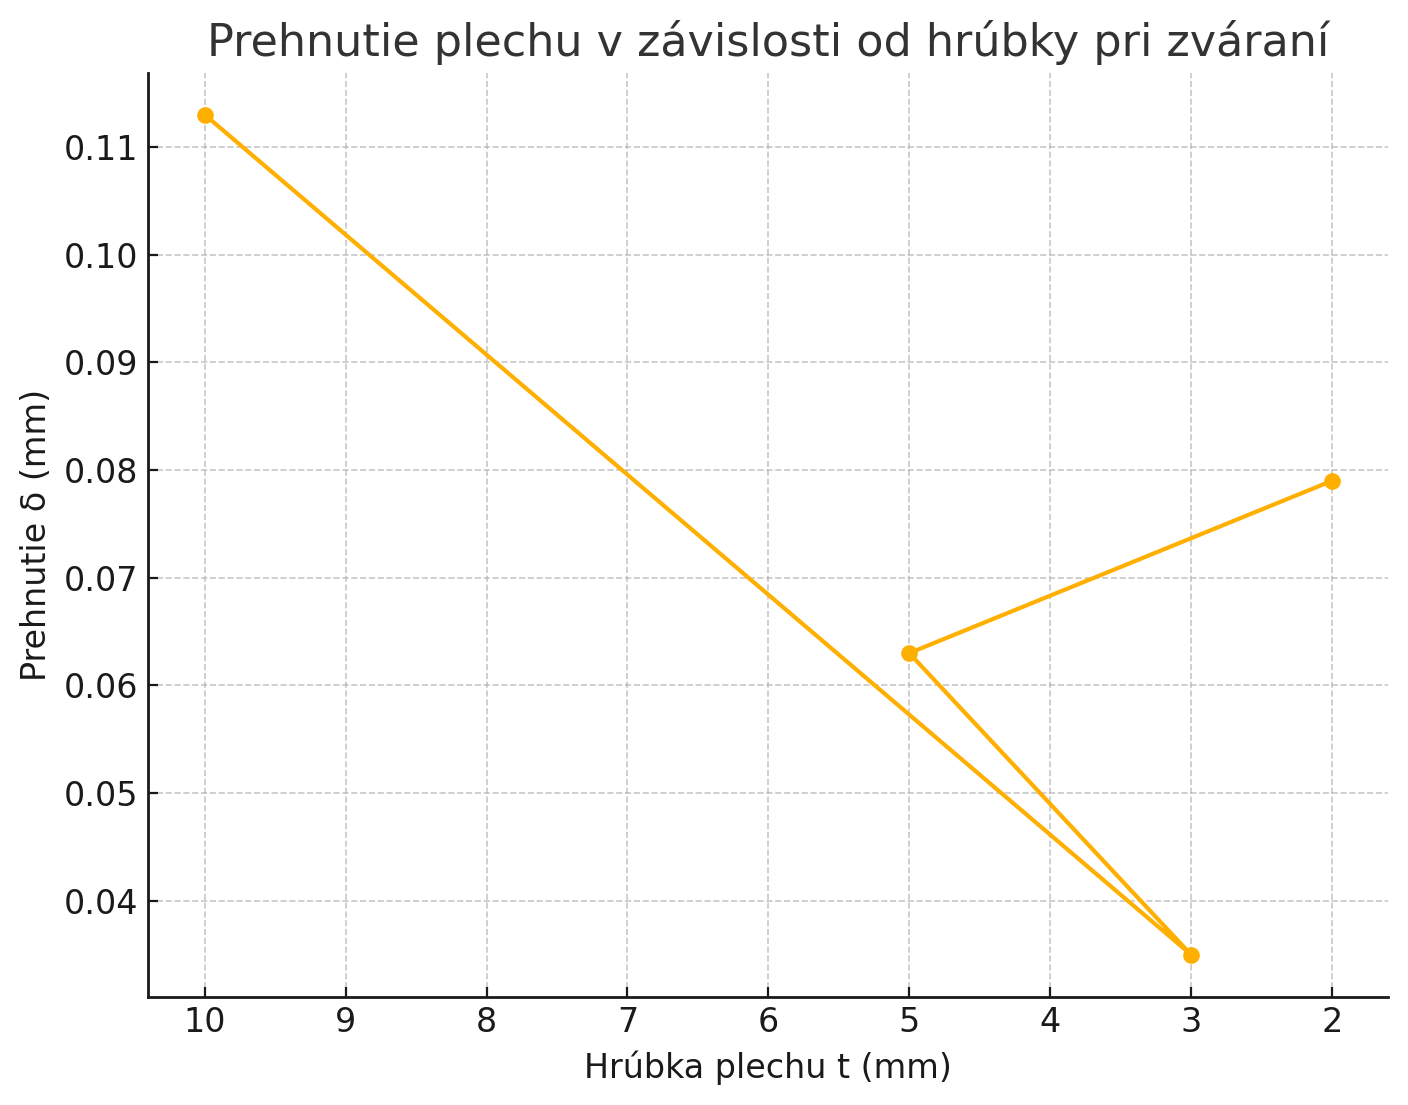 Prehnutie plechu v závislosti od hrúbky pri zváraní
Prehnutie δ (mm)
0.11
0.10
0.09
0.08
0.07
0.06
0.05
0.04
10 9 8 7 6 5 4 3 2
Hrúbka plechu t (mm)